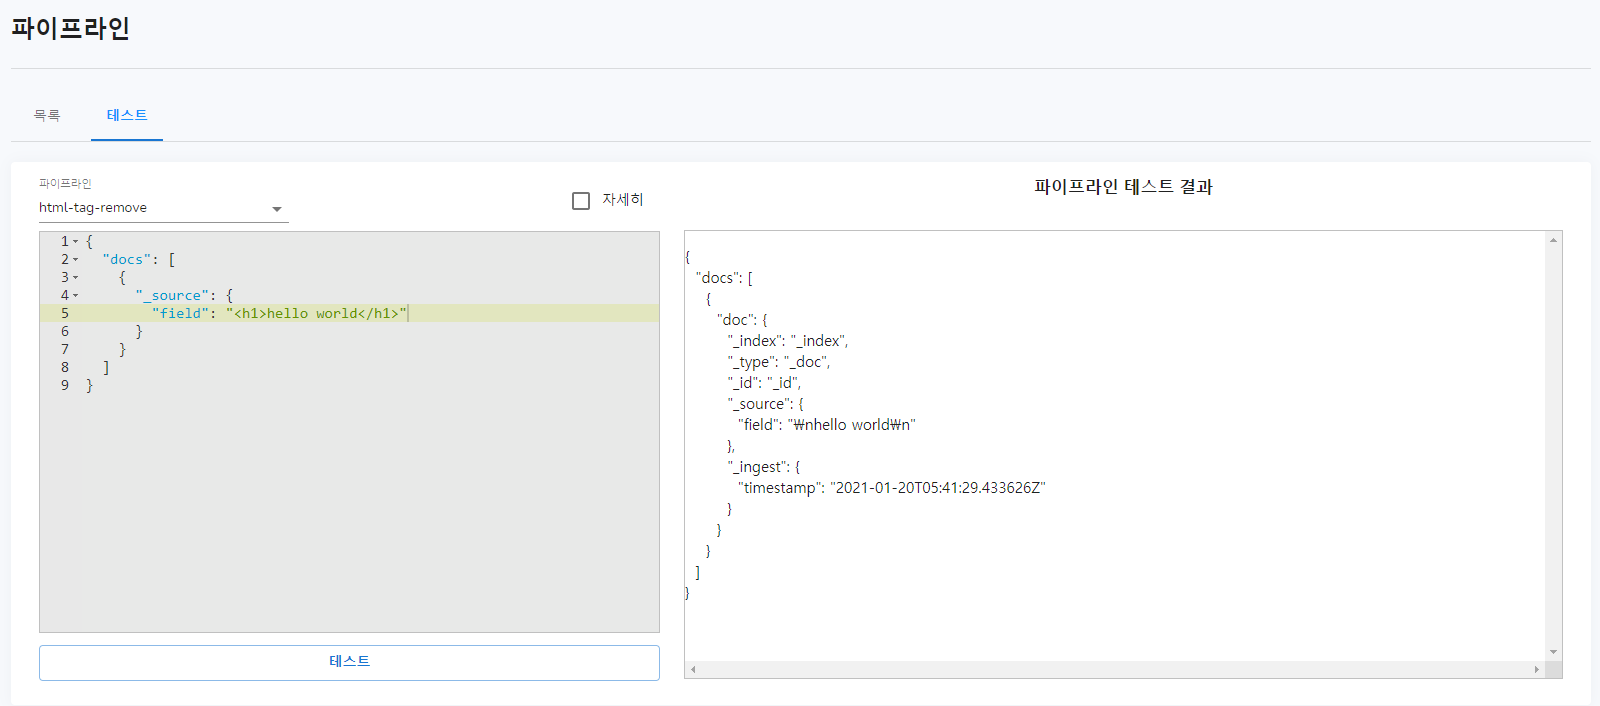 파이프라인
목록 테스트
파이프라인
html-tag-remove
자세히
1 {
2 "docs": [
3 {
4 "_source": {
5 "field": "<h1>hello world</h1>"
6 }
7 }
8 ]
9 }
테스트
파이프라인 테스트 결과
{
"docs": [
{
"doc": {
"_index": "_index",
"_type": "_doc",
"_id": "_id",
"_source": {
"field": "₩nhello world₩n"
},
"_ingest": {
"timestamp": "2021-01-20T05:41:29.433626Z"
}
}
}
]
}